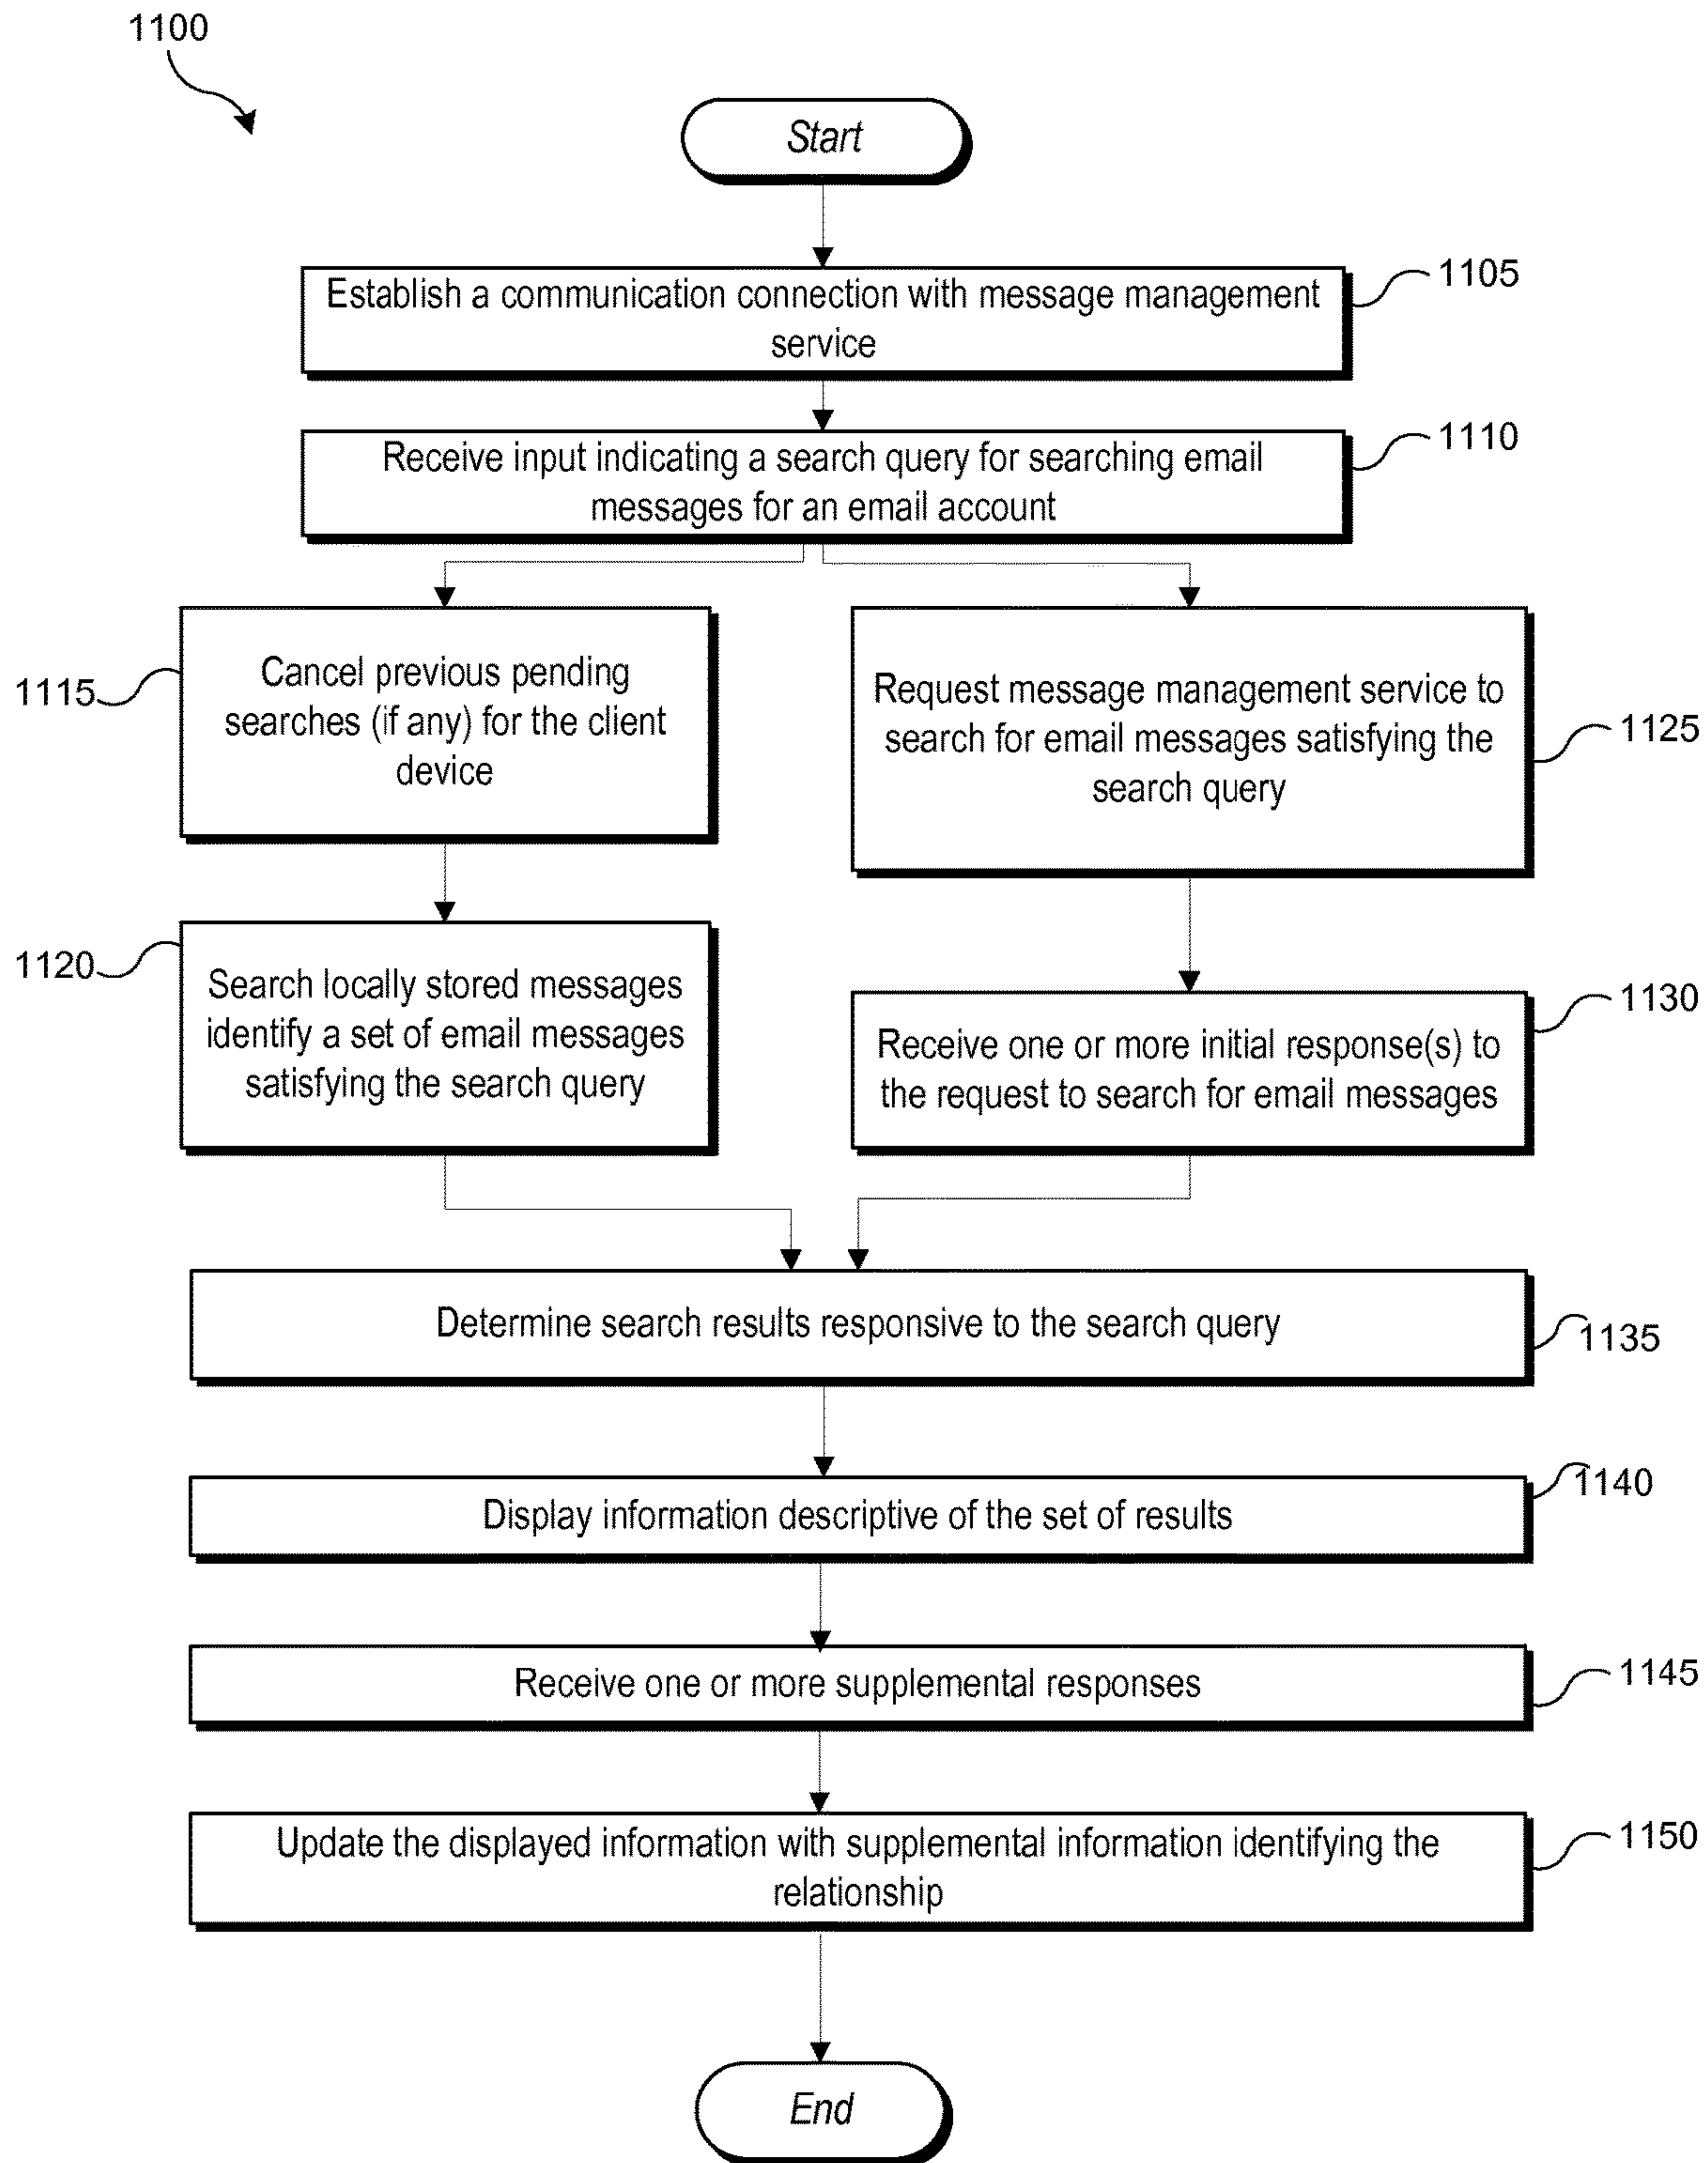 1100
Start
Establish a communication connection with message management
service
1105
Receive input indicating a search query for searching email
messages for an email account
1110
Cancel previous pending
searches (if any) for the client
device
1115
Request message management service to
search for email messages satisfying the
search query
1125
Search locally stored messages
identify a set of email messages
satisfying the search query
1120
Receive one or more initial response(s) to
the request to search for email messages
1130
Determine search results responsive to the search query
1135
Display information descriptive of the set of results
1140
Receive one or more supplemental responses
1145
Update the displayed information with supplemental information identifying the
relationship
1150
End